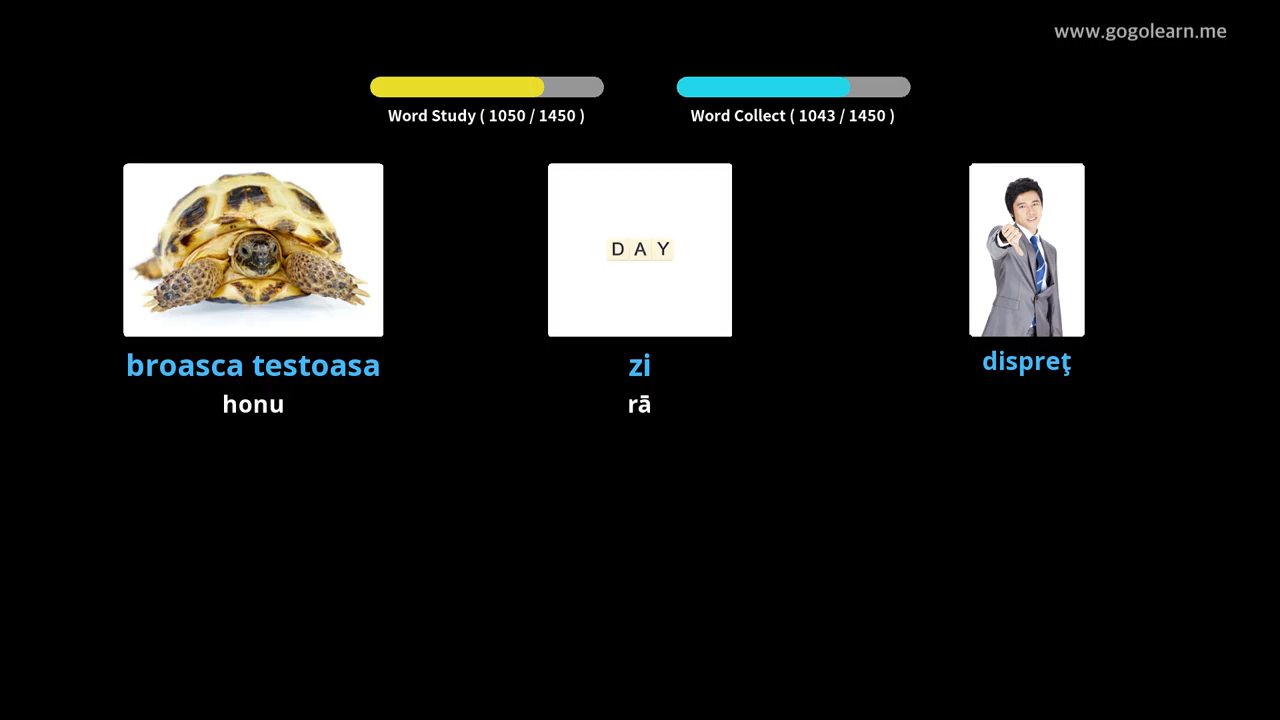 www.gogolearn.me
Word Study ( 1050 / 1450 )
Word Collect ( 1043 / 1450 )
DAY
broasca testoasa
zi
dispreţ
honu
rā